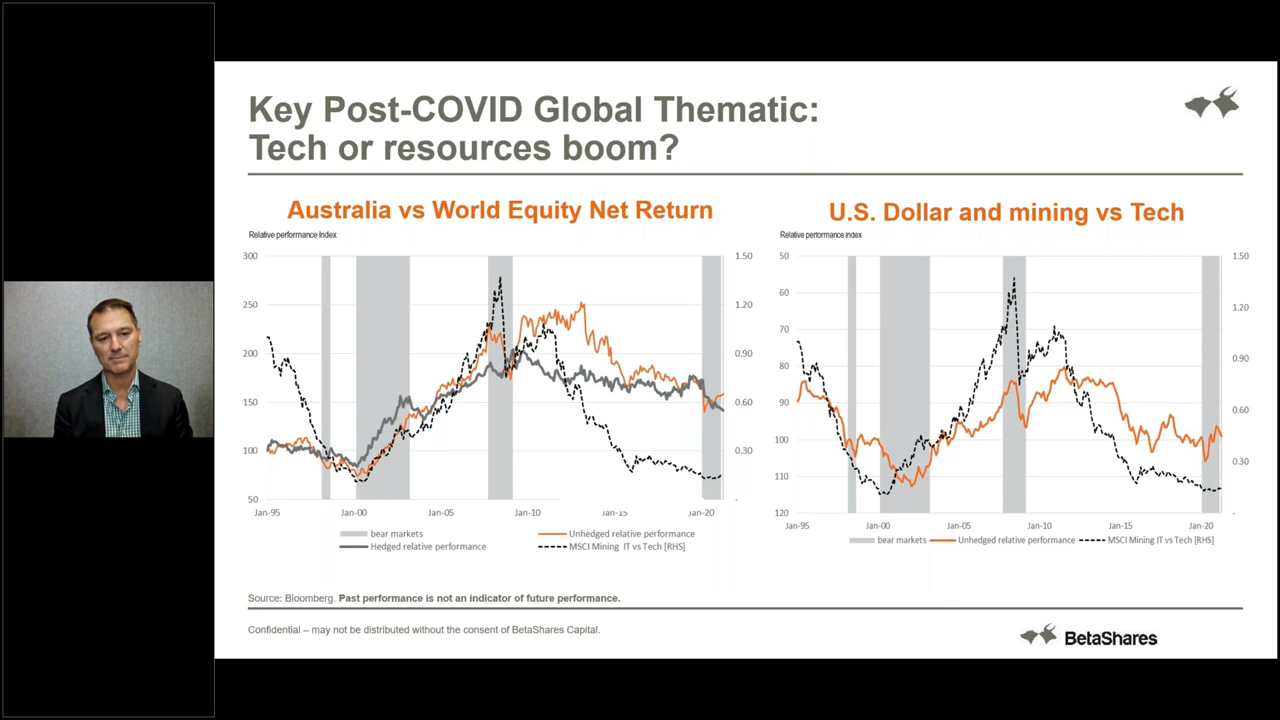 Key Post-COVID Global Thematic:
Tech or resources boom?
Australia vs World Equity Net Return
Relative performance Index
300
250
200
150
100
50
1.50
1.20
0.90
0.60
0.30
-
Jan-95 Jan-00 Jan-05 Jan-10 Jan-15 Jan-20
bear markets
Unhedged relative performance
Hedged relative performance
MSCI Mining IT vs Tech [RHS]
U.S. Dollar and mining vs Tech
Relative performance Index
50
60
70
80
90
100
110
120
1.50
1.20
0.90
0.60
0.30
-
Jan-95 Jan-00 Jan-05 Jan-10 Jan-15 Jan-20
bear markets Unhedged relative performance MSCI Mining IT vs Tech [RHS]
Source: Bloomberg. Past performance is not an indicator of future performance.
Confidential – may not be distributed without the consent of BetaShares Capital.
BetaShares